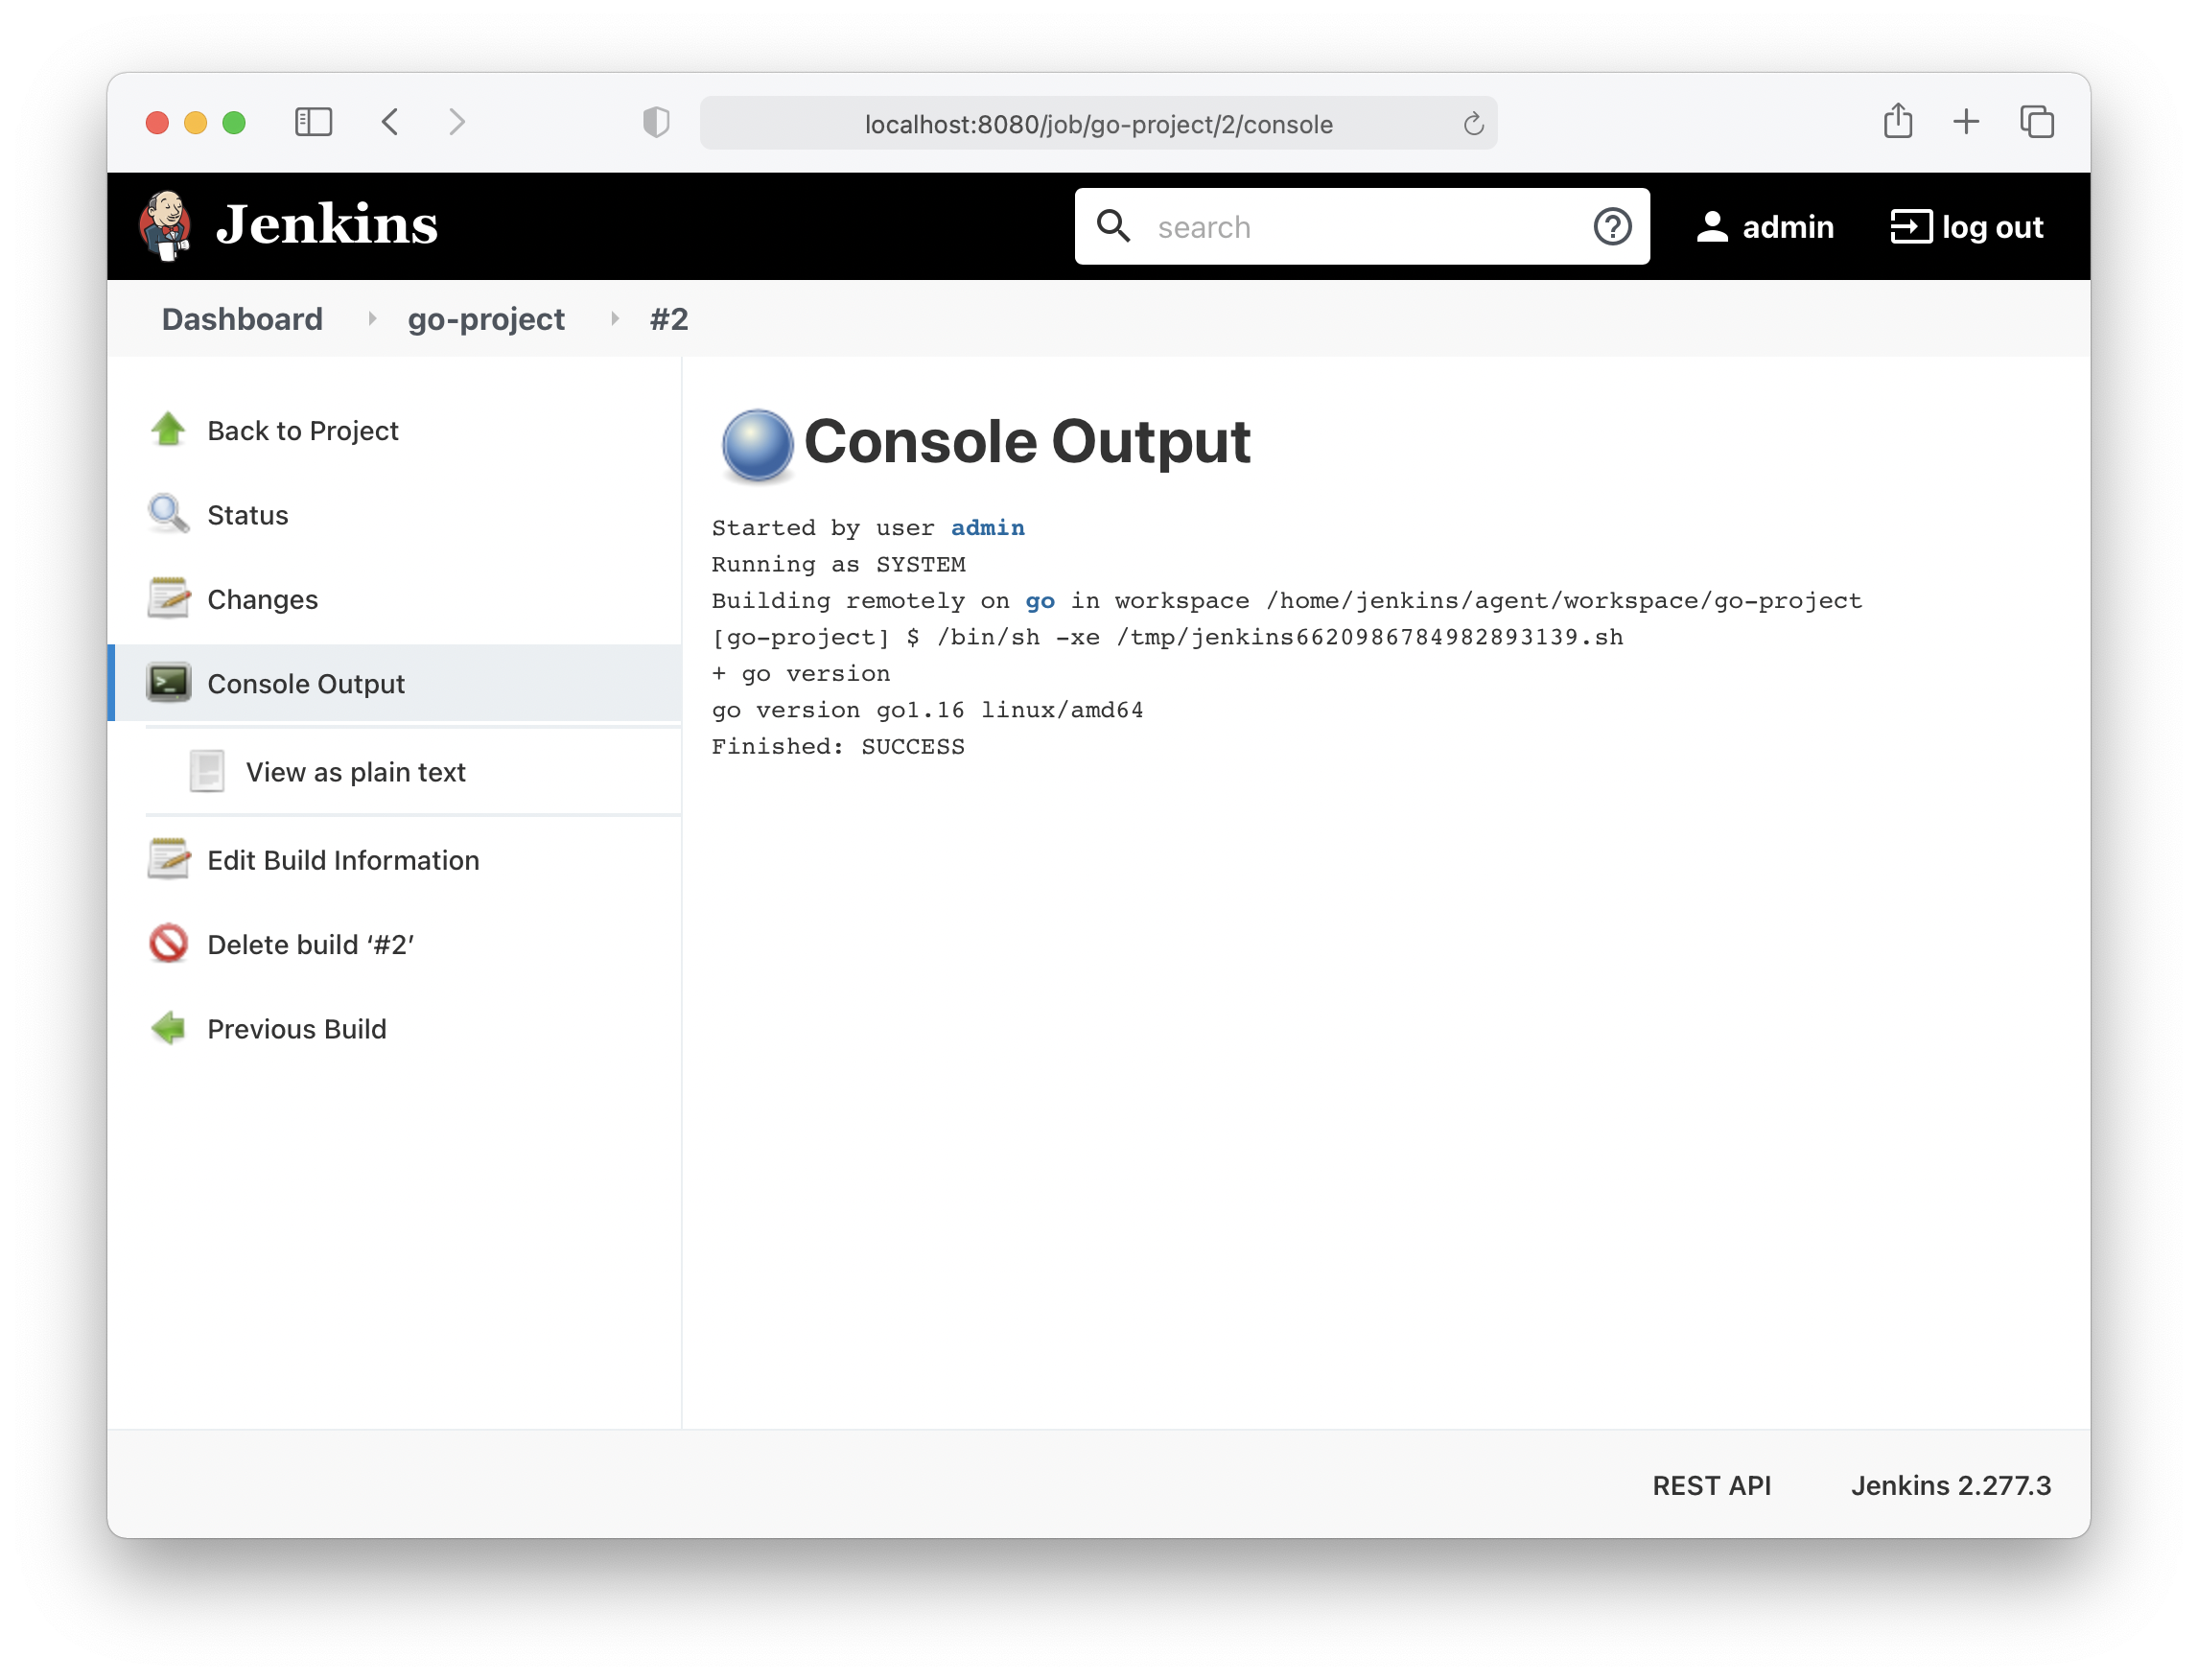 localhost:8080/job/go-project/2/console
Jenkins
search
admin
log out
Dashboard
go-project
#2
Back to Project
Status
Changes
Console Output
View as plain text
Edit Build Information
Delete build ‘#2’
Previous Build
Console Output
Started by user admin
Running as SYSTEM
Building remotely on go in workspace /home/jenkins/agent/workspace/go-project
[go-project] $ /bin/sh -xe /tmp/jenkins6620986784982893139.sh
+ go version
go version go1.16 linux/amd64
Finished: SUCCESS
REST API
Jenkins 2.277.3